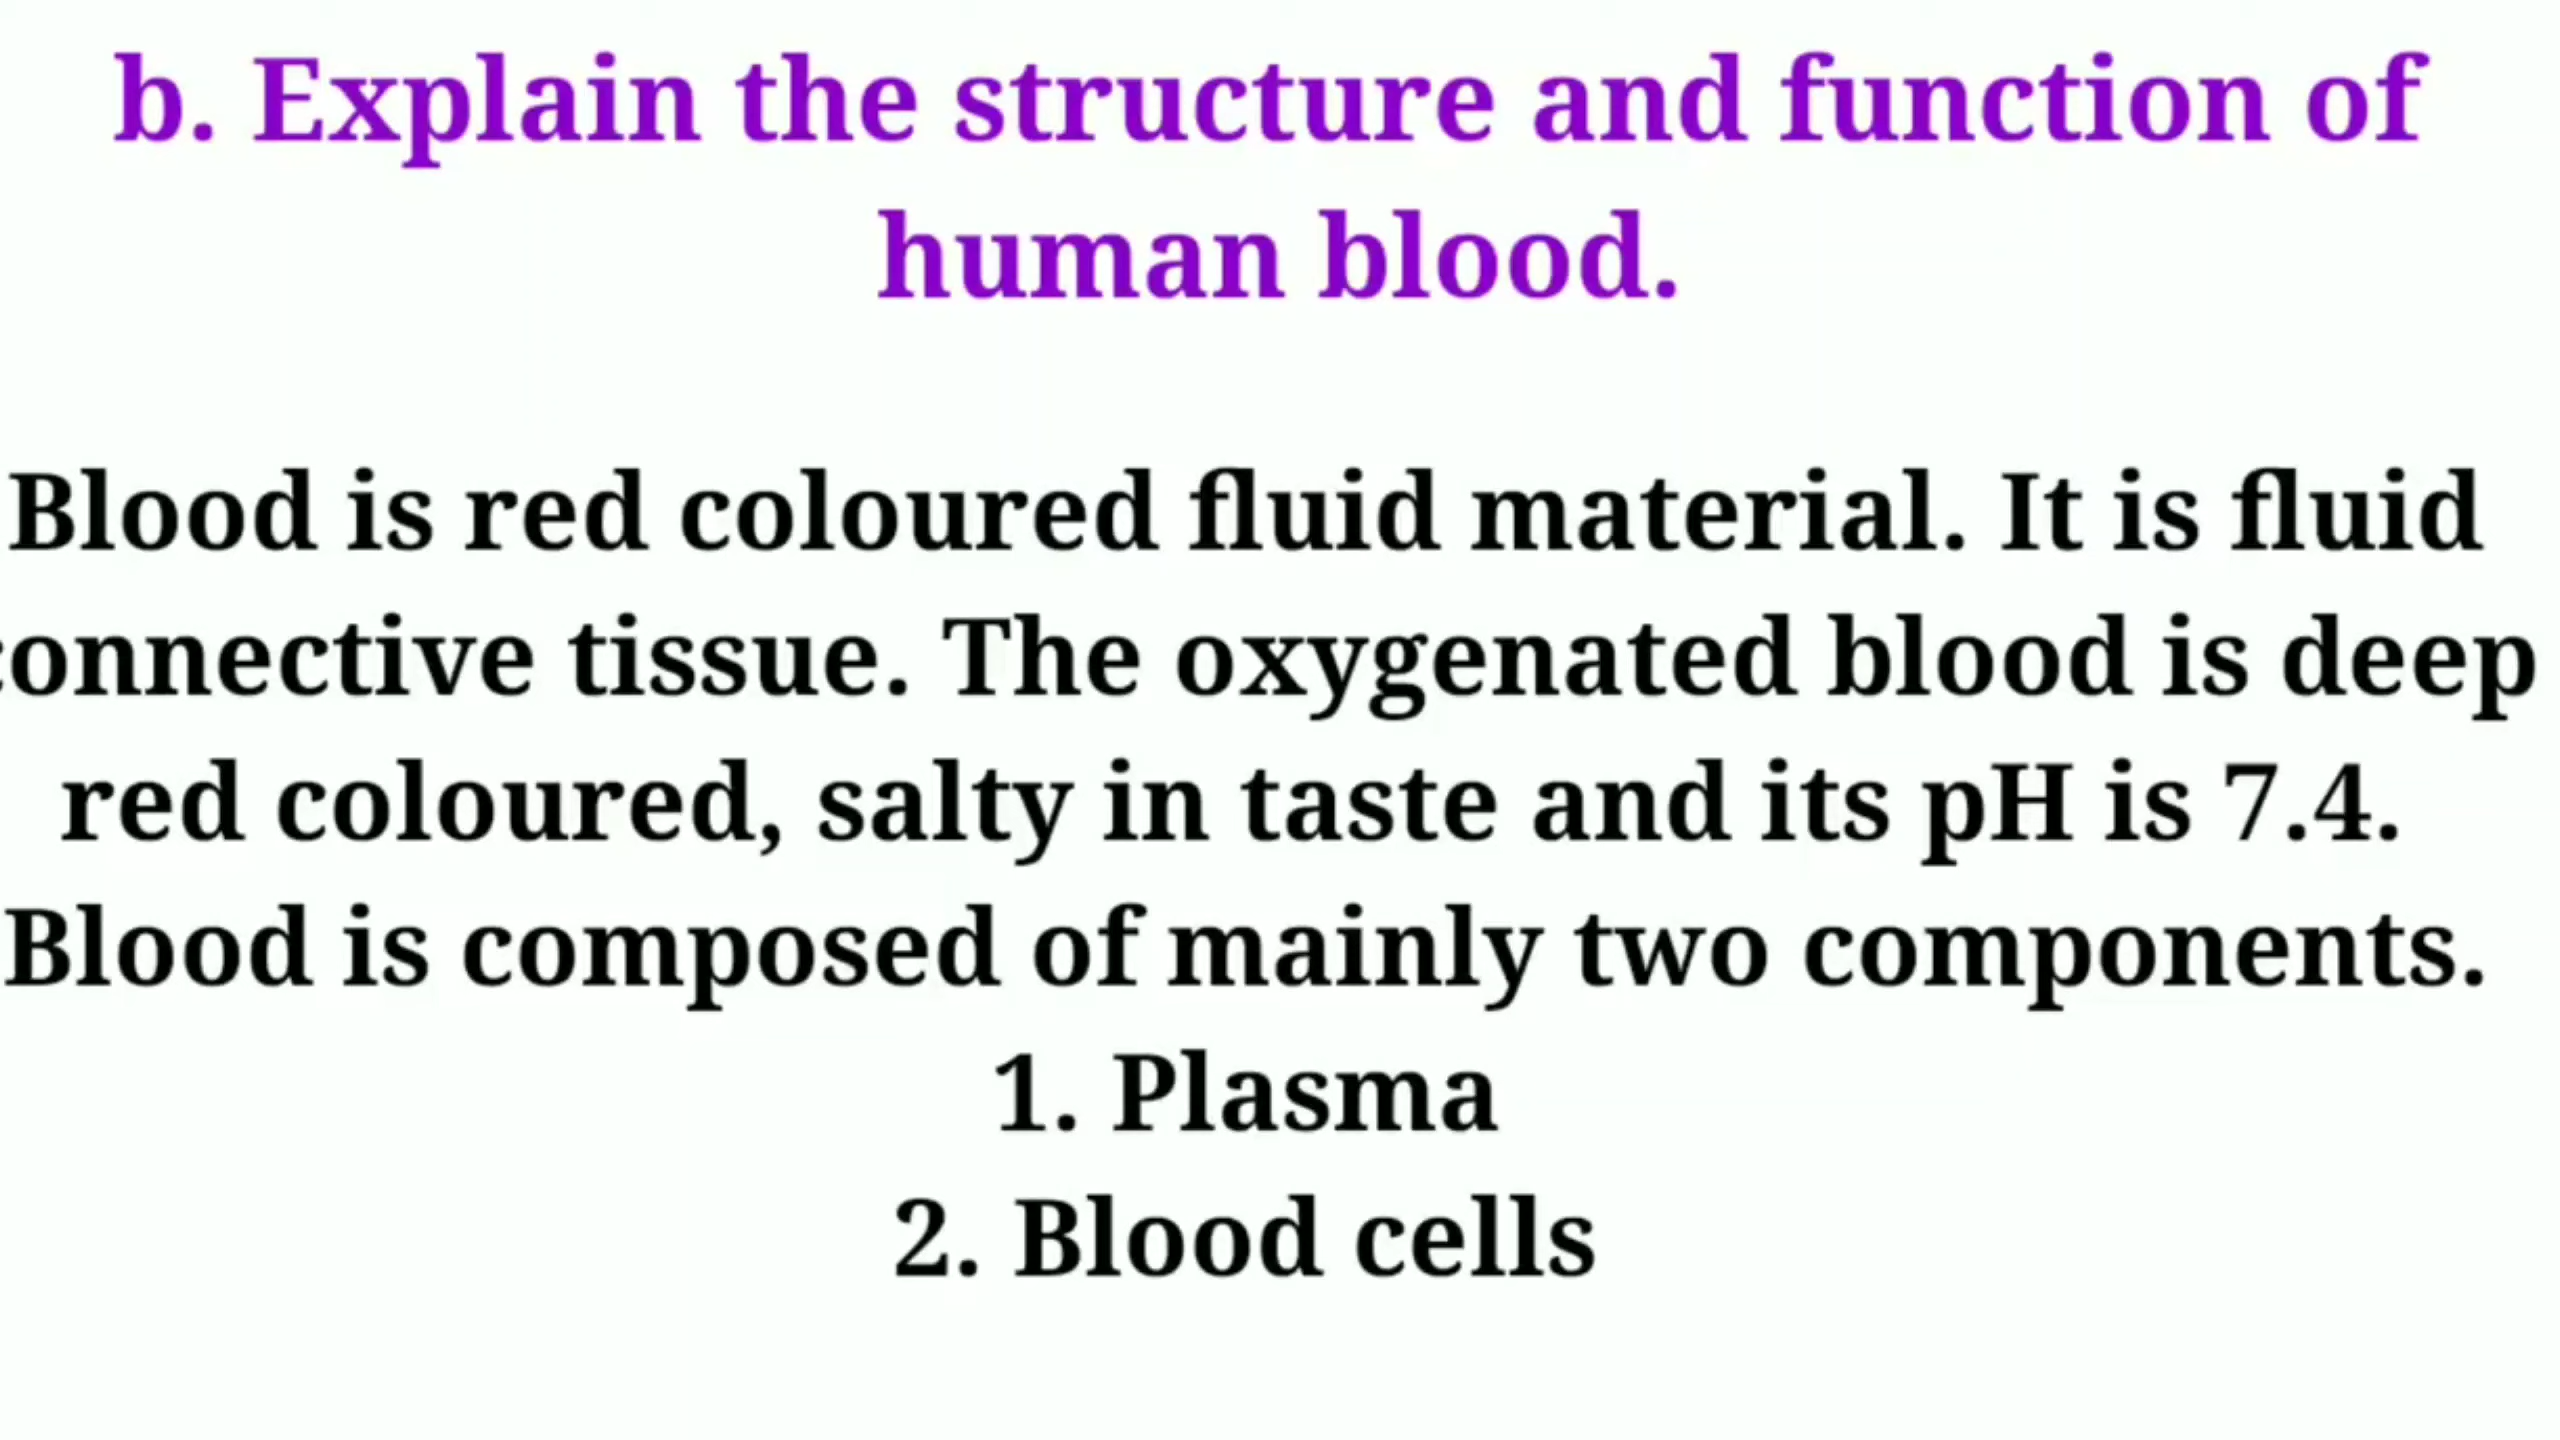 b. Explain the structure and function of
human blood.
Blood is red coloured fluid material. It is fluid
connective tissue. The oxygenated blood is deep
red coloured, salty in taste and its pH is 7.4.
Blood is composed of mainly two components.
1. Plasma
2. Blood cells